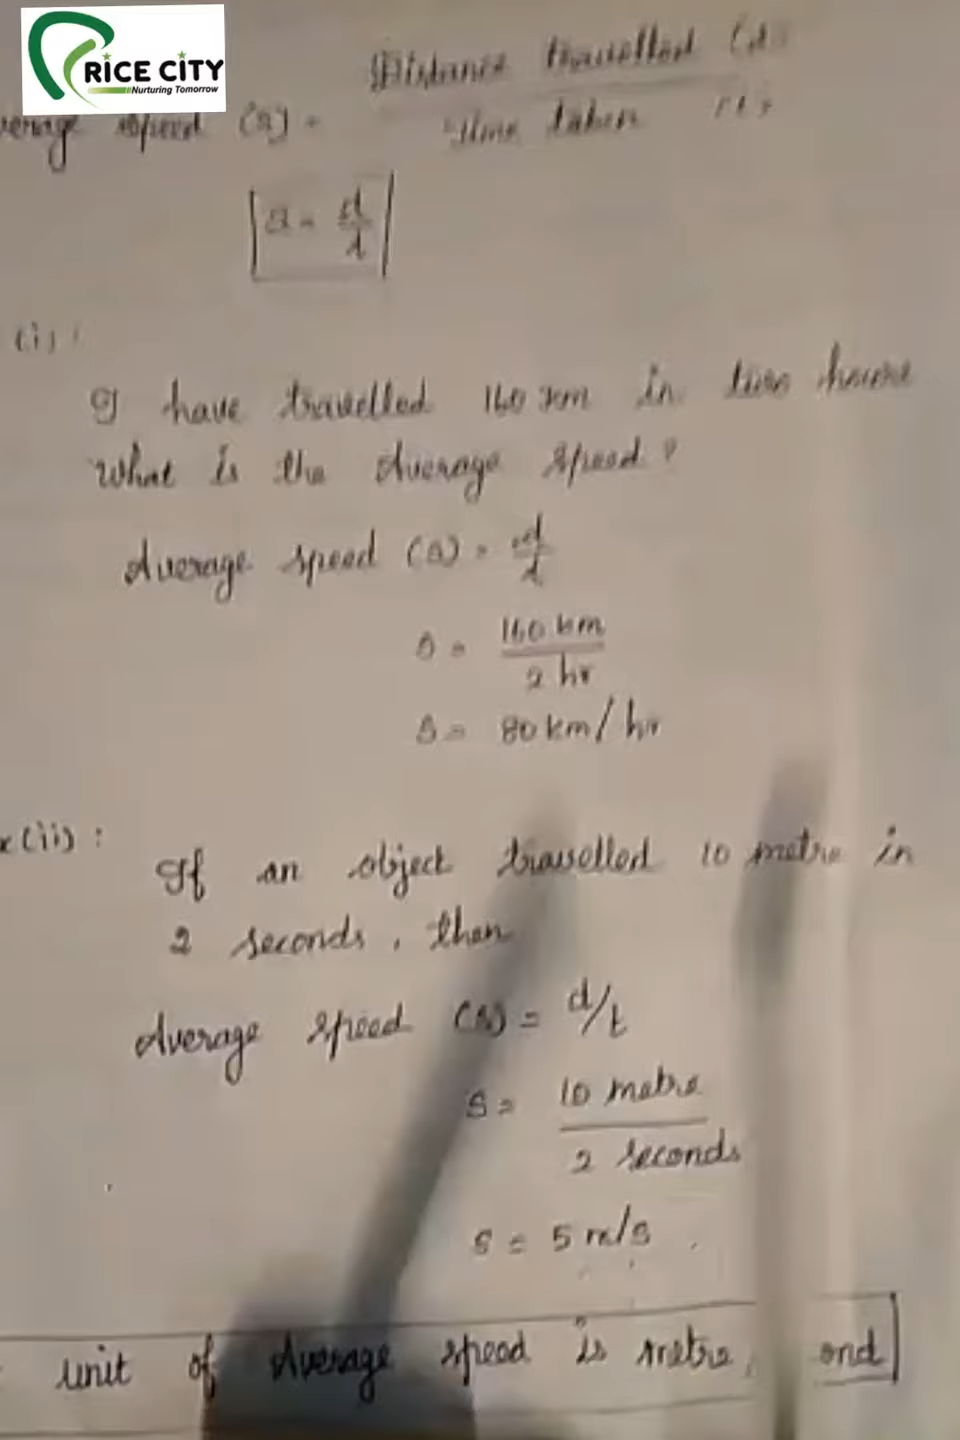 RICE CITY
Nurturing Tomorrow
Distance travelled (d)
verage speed (s) =
Time taken (t)
s = d/t
(i) :
I have travelled 160 km in two hours
What is the Average speed?
Average speed (s) = d/t
s = 160 km
2 hr
s = 80 km/hr
x (ii) :
If an object travelled 10 metre in
2 seconds, then
Average speed (s) = d/t
s = 10 metre
2 seconds
s = 5 m/s
unit of Average speed is metre ond